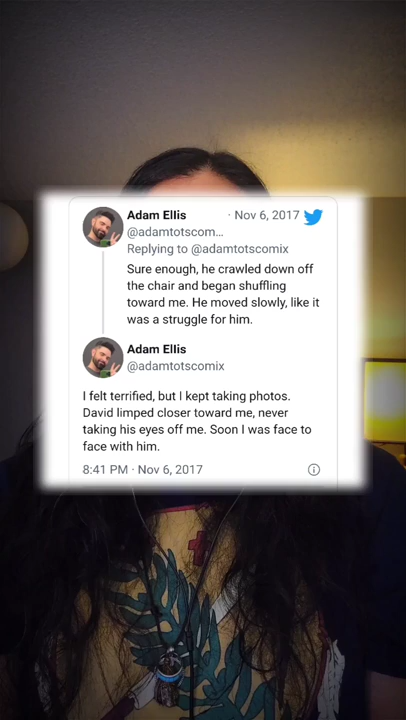 Adam Ellis · Nov 6, 2017
@adamtotscom...
Replying to @adamtotscomix
Sure enough, he crawled down off
the chair and began shuffling
toward me. He moved slowly, like it
was a struggle for him.
Adam Ellis
@adamtotscomix
I felt terrified, but I kept taking photos.
David limped closer toward me, never
taking his eyes off me. Soon I was face to
face with him.
8:41 PM · Nov 6, 2017